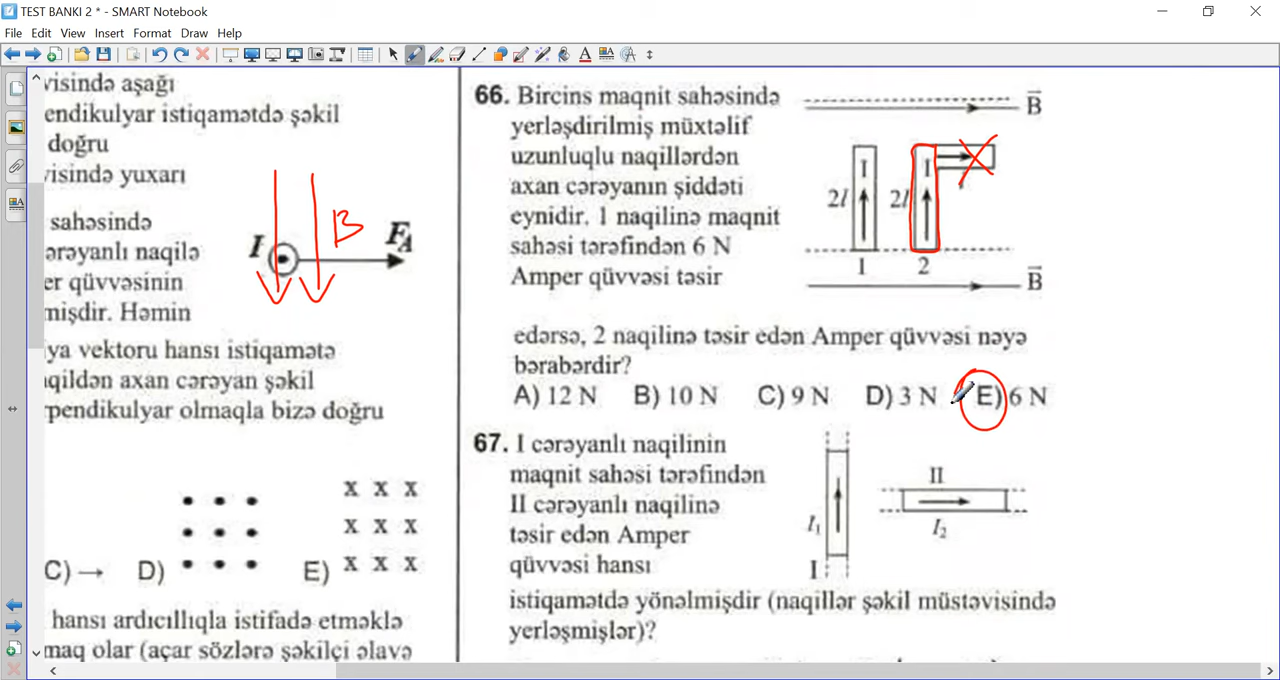 TEST BANKI 2 * - SMART Notebook
File Edit View Insert Format Draw Help
visində aşağı
endikulyar istiqamətdə şəkil
doğru
visində yuxarı
sahəsində
ərəyanlı naqilə
er qüvvəsinin
mişdir. Həmin
ya vektoru hansı istiqamətə
aqildən axan cərəyan şəkil
rpendikulyar olmaqla bizə doğru
I
B
F_A
X X X
X X X
C) → D) E) X X X
hansı ardıcıllıqla istifadə etməklə
maq olar (açar sözlərə şəkilçi əlavə
66. Bircins maqnit sahəsində
yerləşdirilmiş müxtəlif
uzunluqlu naqillərdən
axan cərəyanın şiddəti
eynidir. 1 naqilinə maqnit
sahəsi tərəfindən 6 N
Amper qüvvəsi təsir
B
I I
2l 2l
1 2
B
edərsə, 2 naqilinə təsir edən Amper qüvvəsi nəyə
bərabərdir?
A) 12 N B) 10 N C) 9 N D) 3 N E) 6 N
67. I cərəyanlı naqilinin
maqnit sahəsi tərəfindən
II cərəyanlı naqilinə
təsir edən Amper
qüvvəsi hansı
II
I₁ I₂
I
istiqamətdə yönəlmişdir (naqillər şəkil müstəvisində
yerləşmişlər)?